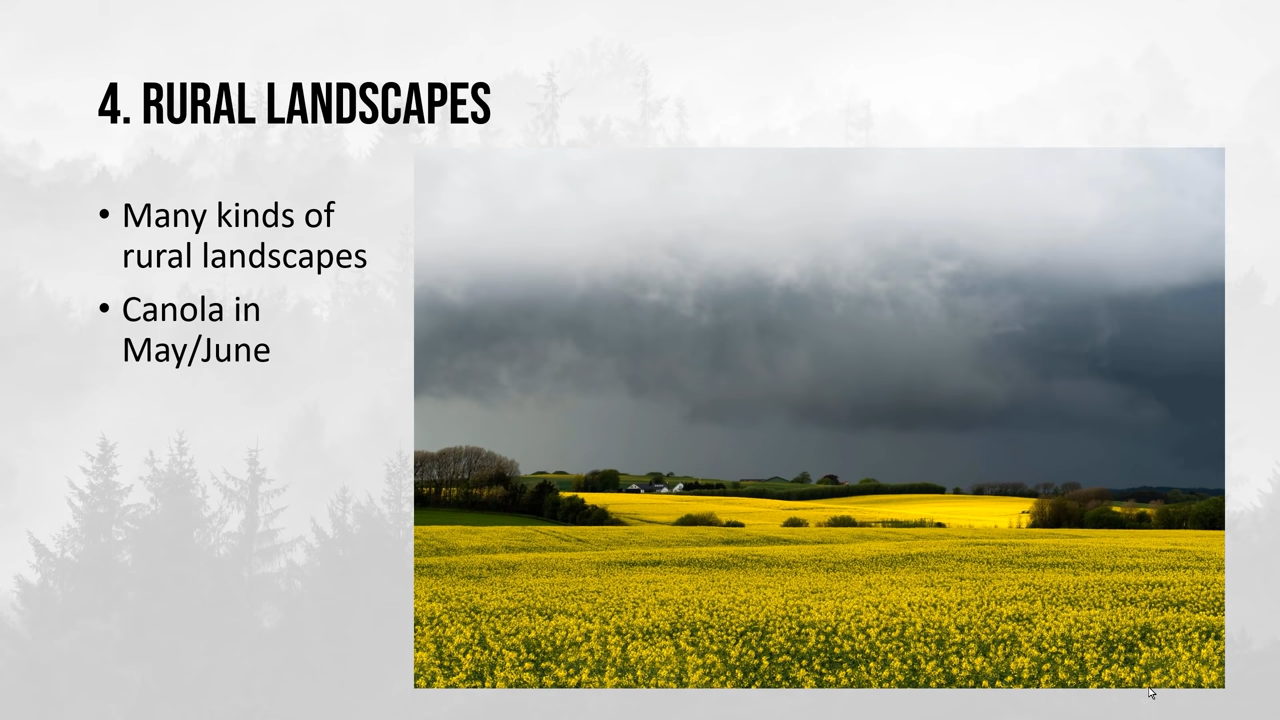 4. RURAL LANDSCAPES
• Many kinds of
rural landscapes
• Canola in
May/June